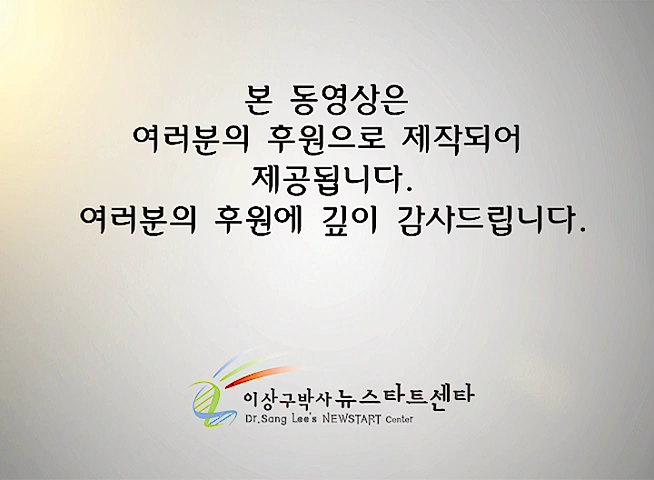 본 동영상은
여러분의 후원으로 제작되어
제공됩니다.
여러분의 후원에 깊이 감사드립니다.
이상구박사 뉴스타트센타
Dr.Sang Lee's NEWSTART Center